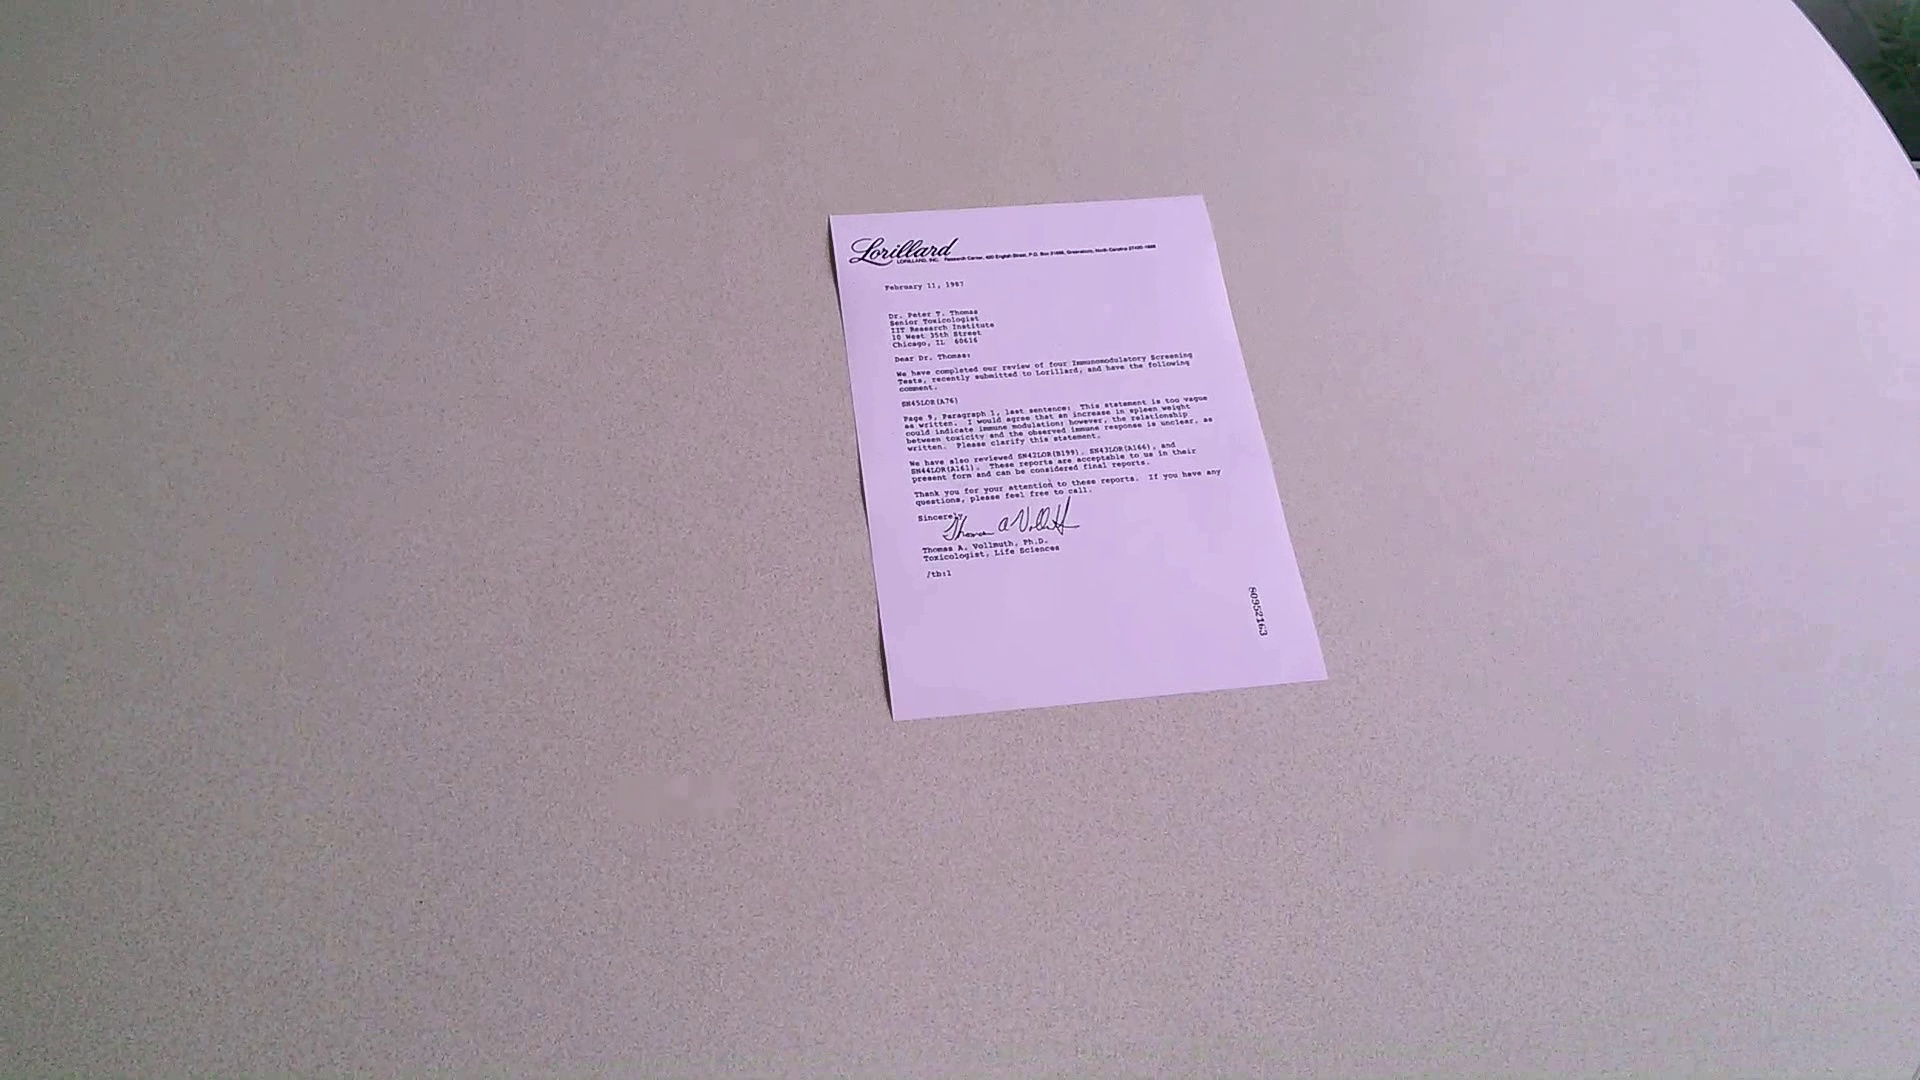 Lorillard
LORILLARD, INC. Research Center, 420 English Street, P.O. Box 21688, Greensboro, North Carolina 27420-1688
February 11, 1987
Dr. Peter T. Thomas
Senior Toxicologist
IIT Research Institute
10 West 35th Street
Chicago, IL 60616
Dear Dr. Thomas:
We have completed our review of four Immunomodulatory Screening
Tests, recently submitted to Lorillard, and have the following
comment.
SN45LOR(A76)
Page 9, Paragraph 1, last sentence: This statement is too vague
as written. I would agree that an increase in spleen weight
could indicate immune modulation; however, the relationship
between toxicity and the observed immune response is unclear, as
written. Please clarify this statement.
We have also reviewed SN42LOR(B199), SN43LOR(A166), and
SN44LOR(A161). These reports are acceptable to us in their
present form and can be considered final reports.
Thank you for your attention to these reports. If you have any
questions, please feel free to call.
Sincerely,
Thomas A Vollmuth
Thomas A. Vollmuth, Ph.D.
Toxicologist, Life Sciences
/tb:1
80952163